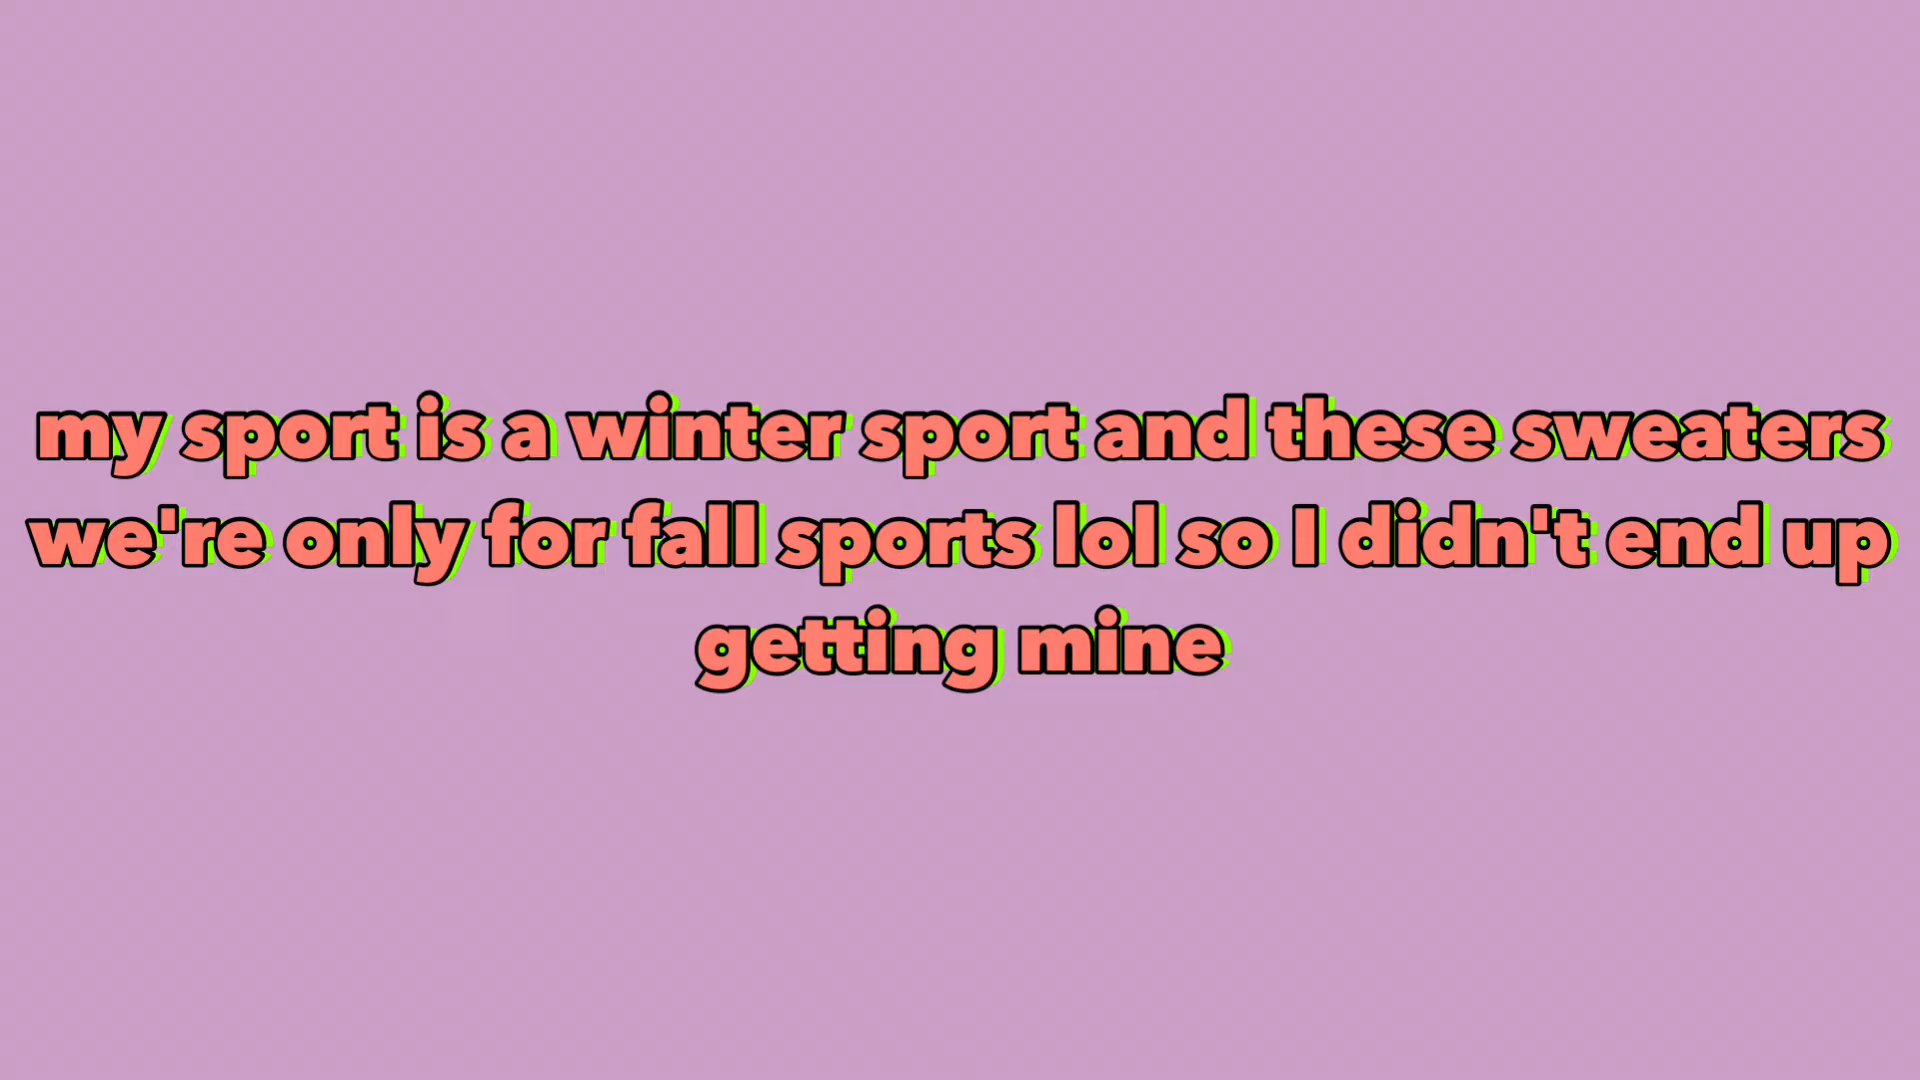 my sport is a winter sport and these sweaters
we're only for fall sports lol so I didn't end up
getting mine